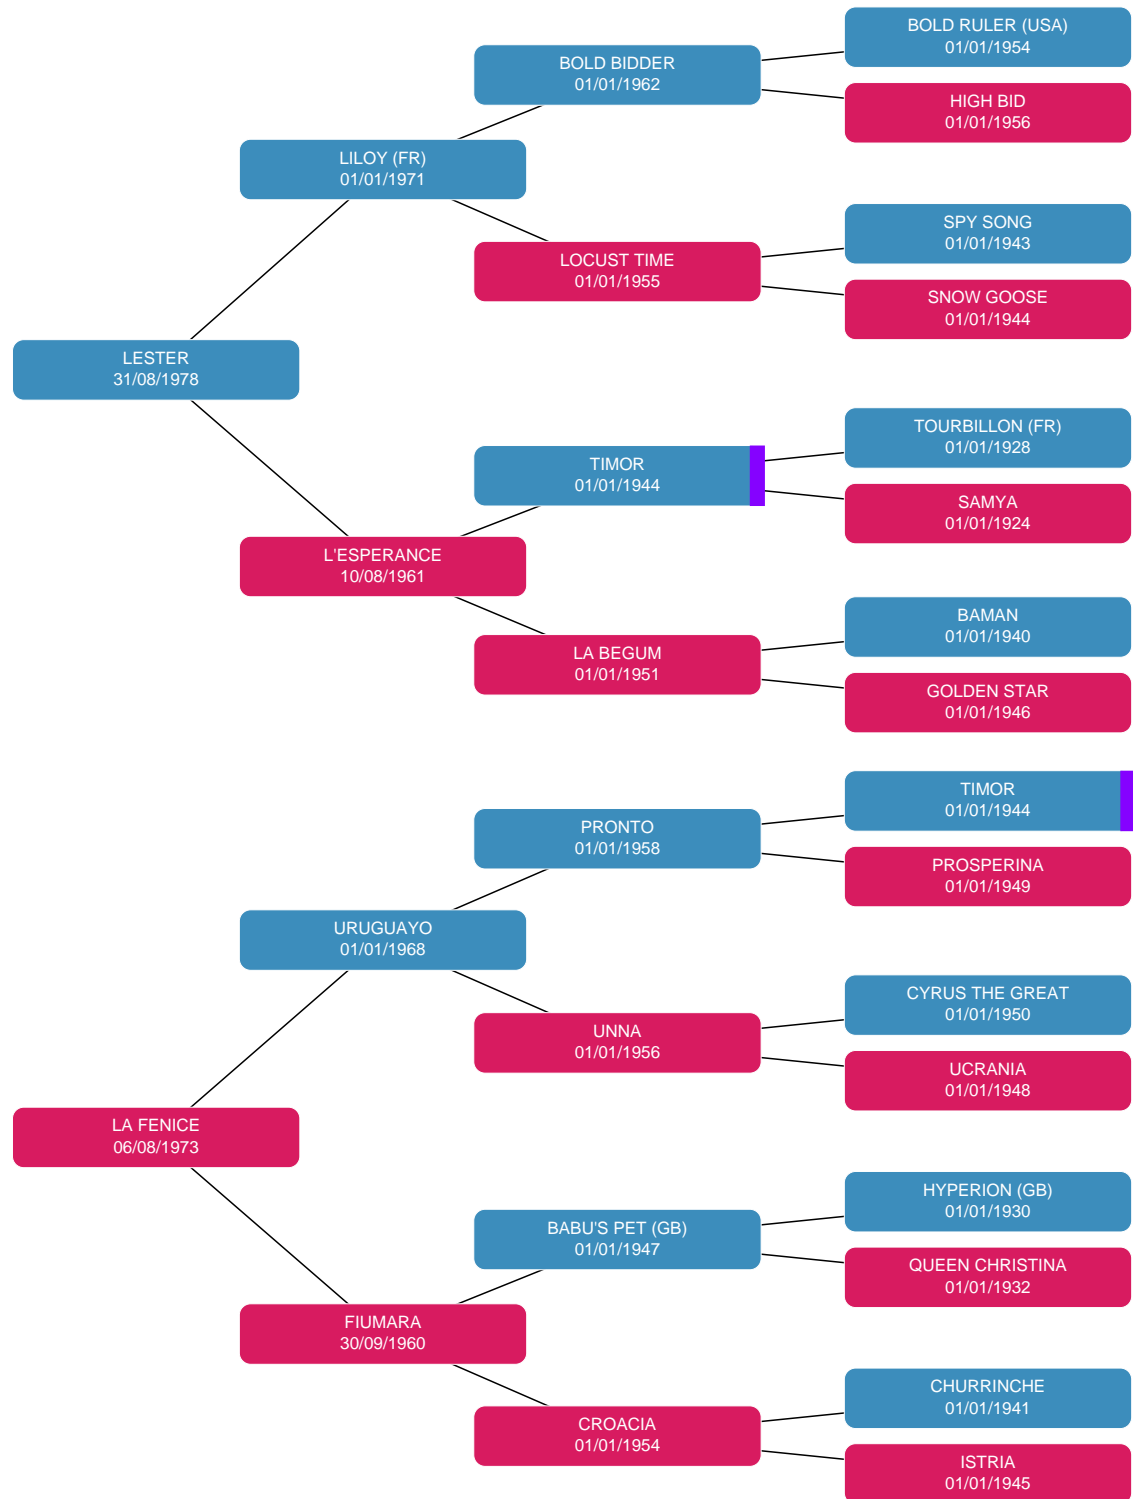 BOLD RULER (USA)
01/01/1954
BOLD BIDDER
01/01/1962
HIGH BID
01/01/1956
LILOY (FR)
01/01/1971
SPY SONG
01/01/1943
LOCUST TIME
01/01/1955
SNOW GOOSE
01/01/1944
LESTER
31/08/1978
TOURBILLON (FR)
01/01/1928
TIMOR
01/01/1944
SAMYA
01/01/1924
L'ESPERANCE
10/08/1961
BAMAN
01/01/1940
LA BEGUM
01/01/1951
GOLDEN STAR
01/01/1946
TIMOR
01/01/1944
PRONTO
01/01/1958
PROSPERINA
01/01/1949
URUGUAYO
01/01/1968
CYRUS THE GREAT
01/01/1950
UNNA
01/01/1956
UCRANIA
01/01/1948
LA FENICE
06/08/1973
HYPERION (GB)
01/01/1930
BABU'S PET (GB)
01/01/1947
QUEEN CHRISTINA
01/01/1932
FIUMARA
30/09/1960
CHURRINCHE
01/01/1941
CROACIA
01/01/1954
ISTRIA
01/01/1945